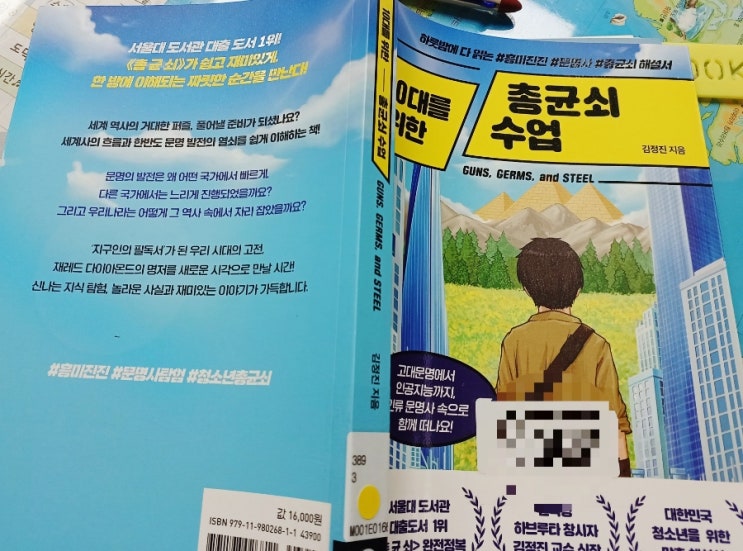 서울대 도서관 대출 도서 1위!
《총 균 쇠》가 쉽고 재미있게,
한 방에 이해되는 짜릿한 순간을 만난다!
세계 역사의 거대한 퍼즐, 풀어낼 준비가 되셨나요?
세계사의 흐름과 한반도 문명 발전의 열쇠를 쉽게 이해하는 책!
문명의 발전은 왜 어떤 국가에서 빠르게,
다른 국가에서는 느리게 진행되었을까요?
그리고 우리나라는 어떻게 그 역사 속에서 자리 잡았을까요?
'지구인의 필독서'가 된 우리 시대의 고전,
재레드 다이아몬드의 명저를 새로운 시각으로 만날 시간!
신나는 지식 탐험, 놀라운 사실과 재미있는 이야기가 가득합니다.
#흥미진진 #문명사탐험 #청소년총균쇠
값 16,000원
ISBN 979-11-980268-1-1 43900
10대를 위한 총균쇠 수업
GUNS, GERMS, and STEEL
김정진 지음
389
3
하룻밤에 다 읽는 #흥미진진 #문명사 #총균쇠 해설서
0대를
위한
총균쇠
수업
김정진 지음
GUNS, GERMS, and STEEL
고대문명에서
인공지능까지,
인류 문명사 속으로
함께 떠나요!
서울대 도서관
대출도서 1위
균 쇠> 완전정복
하브루타 창시자
김정진 교수 신작
대한민국
청소년을 위한